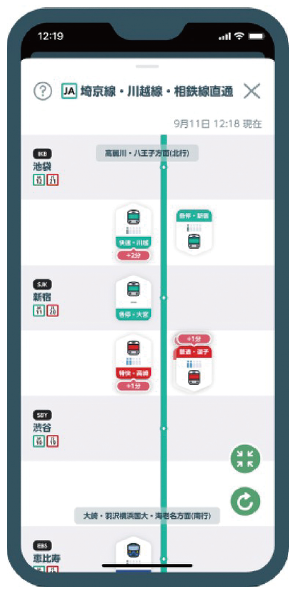 12:19
? JA 埼京線・川越線・相鉄線直通
9月11日 12:18 現在
IKB
池袋
高麗川・八王子方面(北行)
各停・新宿
快速・川越
+2分
SJK
新宿
各停・大宮
+1分
普通・逗子
特快・高崎
+1分
SBY
渋谷
大崎・羽沢横浜国大・海老名方面(南行)
EBS
恵比寿